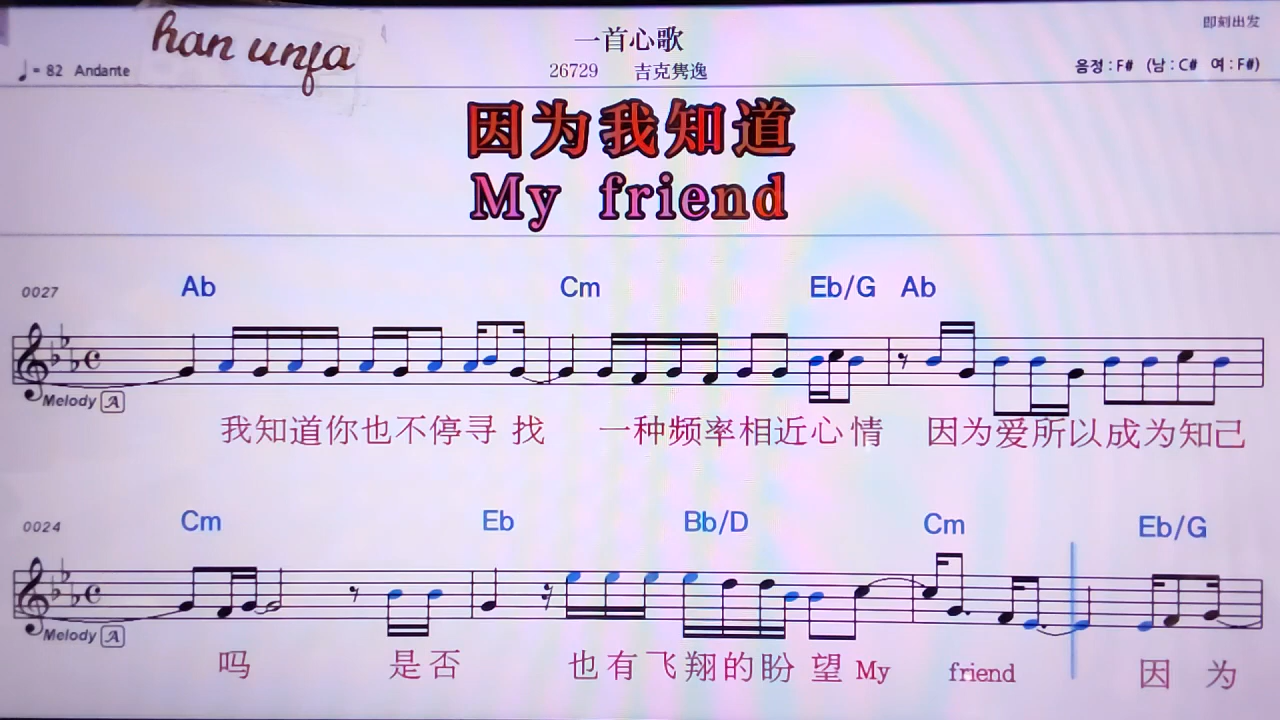 即刻出发
han unfa
一首心歌
♩= 82 Andante
26729 吉克隽逸
음정 : F# (남 : C# 여 : F#)
因为我知道
My friend
0027 Ab Cm Eb/G Ab
Melody A
我知道你也不停寻找 一种频率相近心情 因为爱所以成为知己
0024 Cm Eb Bb/D Cm Eb/G
Melody A
吗 是否 也有飞翔的盼望 My friend 因为